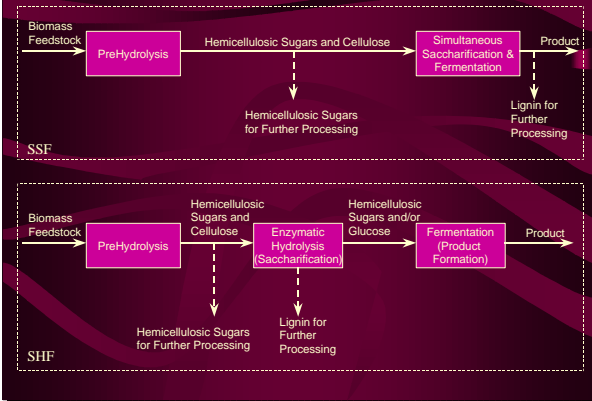 Biomass
Feedstock
PreHydrolysis
Hemicellulosic Sugars and Cellulose
Simultaneous
Saccharification &
Fermentation
Product
Hemicellulosic Sugars
for Further Processing
Lignin for
Further
Processing
SSF
Biomass
Feedstock
PreHydrolysis
Hemicellulosic
Sugars and
Cellulose
Enzymatic
Hydrolysis
(Saccharification)
Hemicellulosic
Sugars and/or
Glucose
Fermentation
(Product
Formation)
Product
Hemicellulosic Sugars
for Further Processing
Lignin for
Further
Processing
SHF